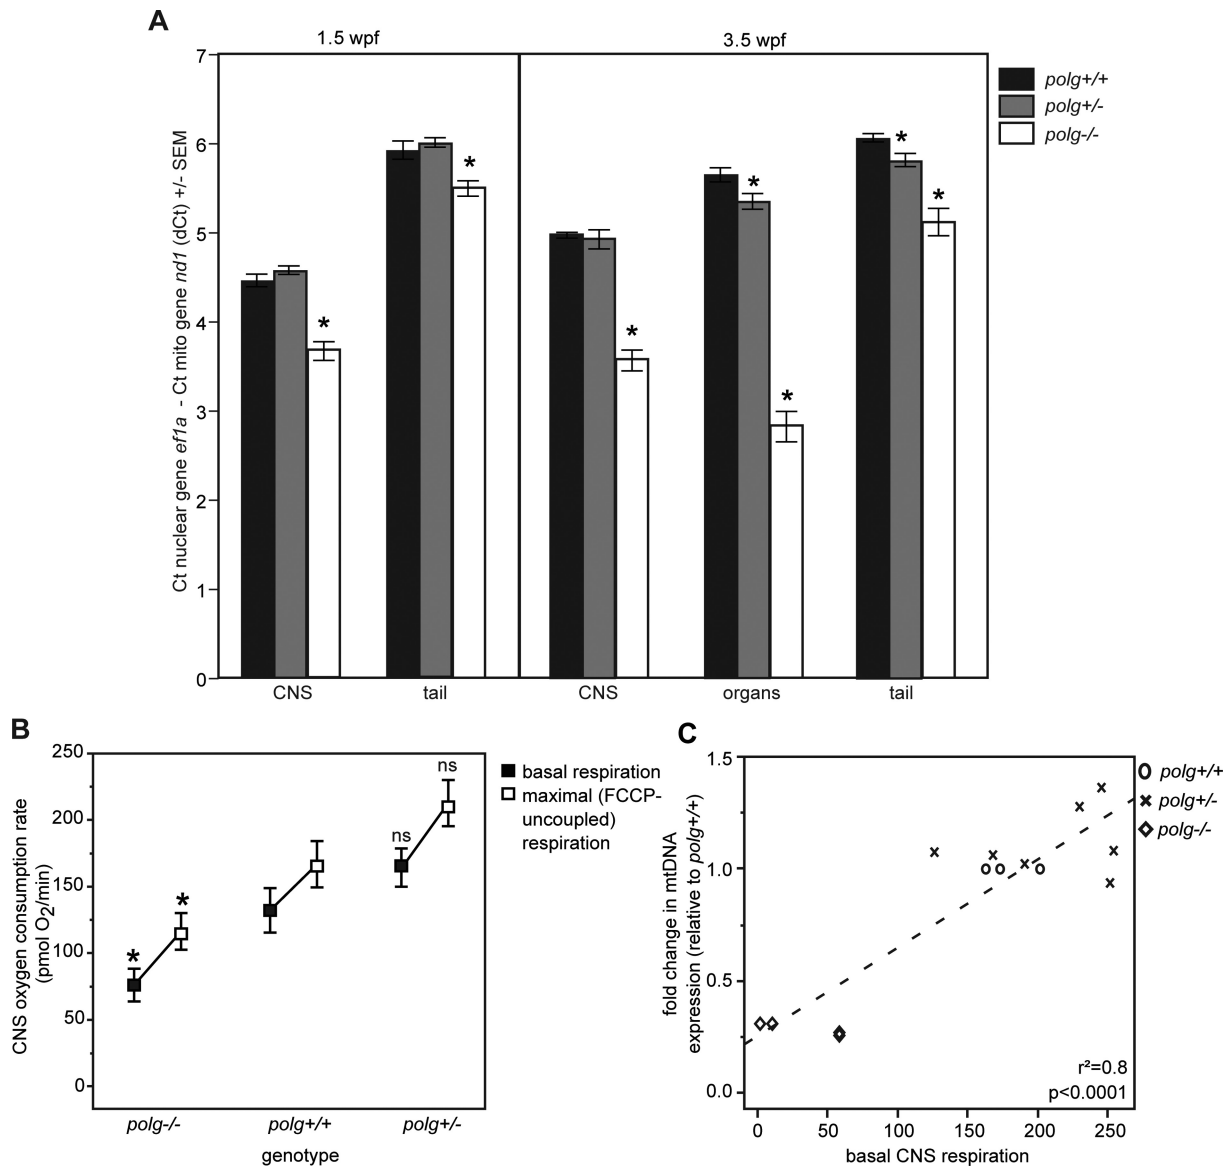 A
1.5 wpf
3.5 wpf
polg+/+
polg+/-
polg-/-
Ct nuclear gene ef1a - Ct mito gene nd1 (dCt) +/- SEM
7
6
5
4
3
2
1
0
*
*
*
*
*
*
*
*
CNS
tail
CNS
organs
tail
B
250
200
150
100
50
0
CNS oxygen consumption rate
(pmol O₂/min)
*
*
ns
ns
basal respiration
maximal (FCCP-
uncoupled)
respiration
polg-/-
polg+/+
polg+/-
genotype
C
1.5
1.0
0.5
0.0
fold change in mtDNA
expression (relative to polg+/+)
polg+/+
polg+/-
polg-/-
r²=0.8
p<0.0001
0
50
100
150
200
250
basal CNS respiration